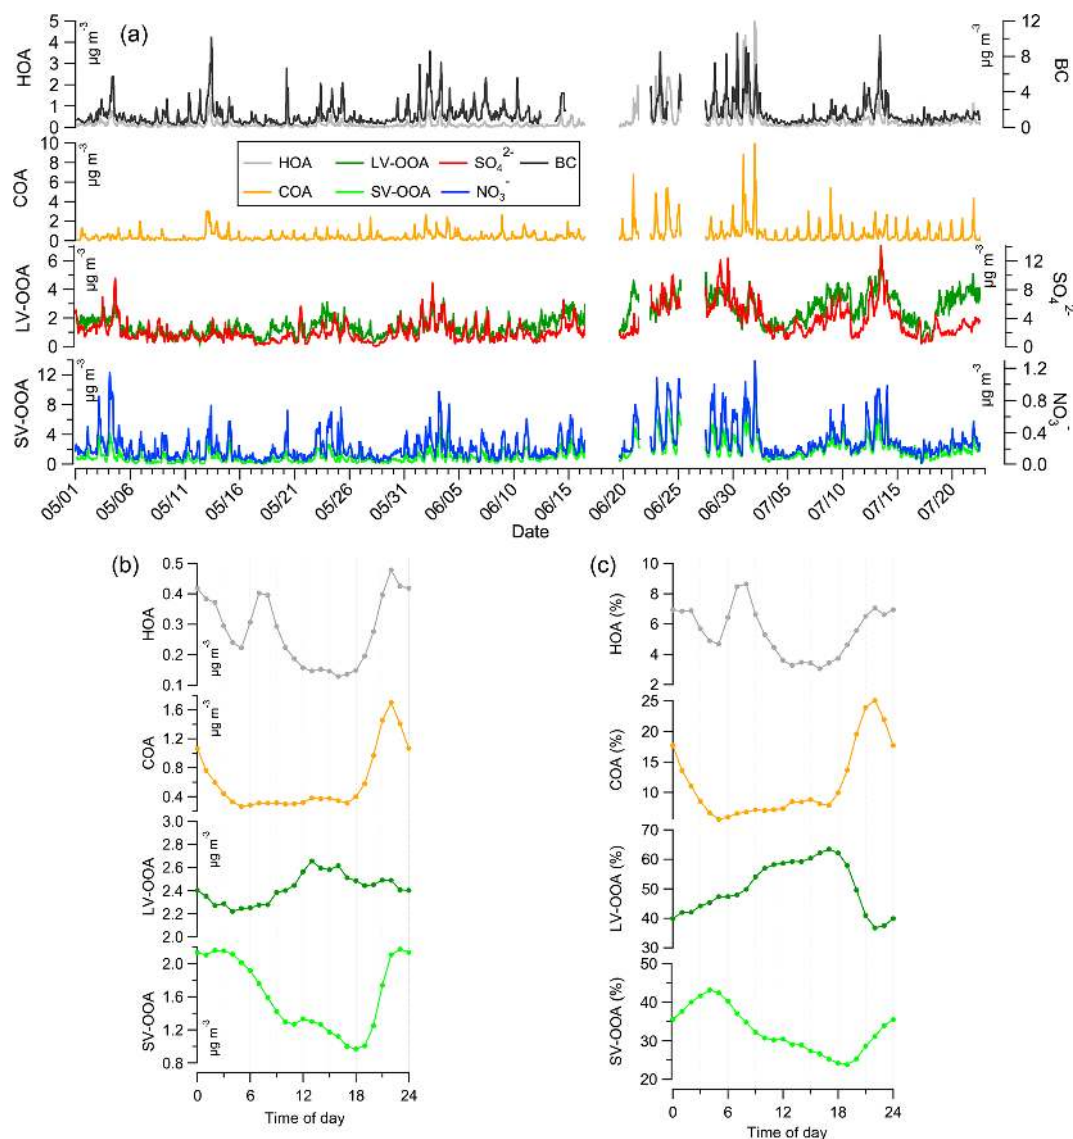 (a)
HOA
5
4
3
2
1
0
µg m⁻³
12
8
4
0
µg m⁻³
BC
COA
10
8
6
4
2
0
µg m⁻³
HOA LV-OOA SO₄²⁻ BC
COA SV-OOA NO₃⁻
LV-OOA
8
6
4
2
0
µg m⁻³
12
8
4
0
µg m⁻³
SO₄²⁻
SV-OOA
12
8
4
0
µg m⁻³
1.2
0.8
0.4
0.0
µg m⁻³
NO₃⁻
05/01 05/06 05/11 05/16 05/21 05/26 05/31 06/05 06/10 06/15 06/20 06/25 06/30 07/05 07/10 07/15 07/20
Date
(b)
HOA
0.5
0.4
0.3
0.2
0.1
µg m⁻³
COA
1.6
1.2
0.8
0.4
µg m⁻³
LV-OOA
3.0
2.8
2.6
2.4
2.2
2.0
µg m⁻³
SV-OOA
2.0
1.6
1.2
0.8
µg m⁻³
0 6 12 18 24
Time of day
(c)
HOA (%)
10
8
6
4
2
COA (%)
25
20
15
10
LV-OOA (%)
70
60
50
40
30
SV-OOA (%)
50
40
30
20
0 6 12 18 24
Time of day